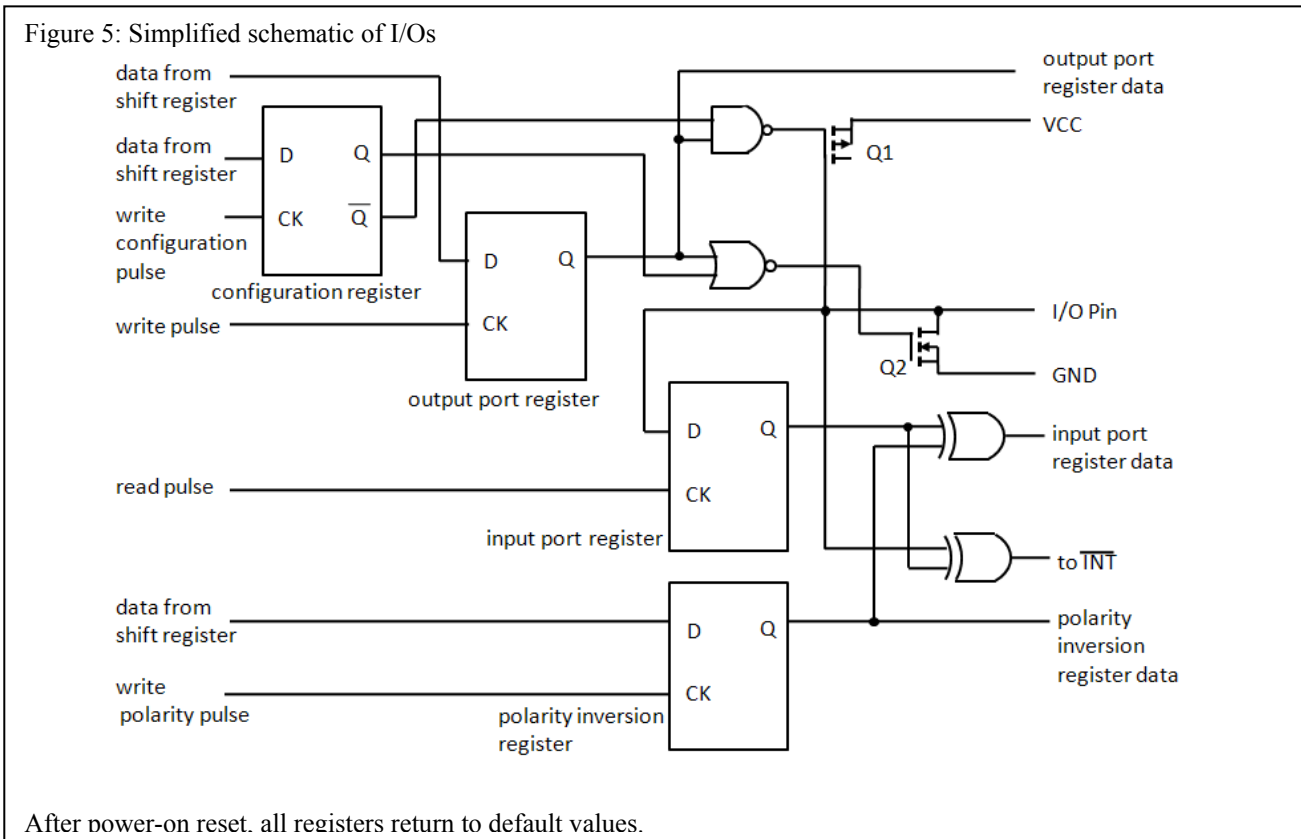 Figure 5: Simplified schematic of I/Os
data from
shift register
data from
shift register
write
configuration
pulse
D
Q
CK
Q̅
configuration register
write pulse
D
Q
CK
output port register
output port
register data
VCC
Q1
I/O Pin
Q2
GND
D
Q
CK
read pulse
input port register
input port
register data
to I̅N̅T̅
data from
shift register
write
polarity pulse
D
Q
CK
polarity inversion
register
polarity
inversion
register data
After power-on reset, all registers return to default values.